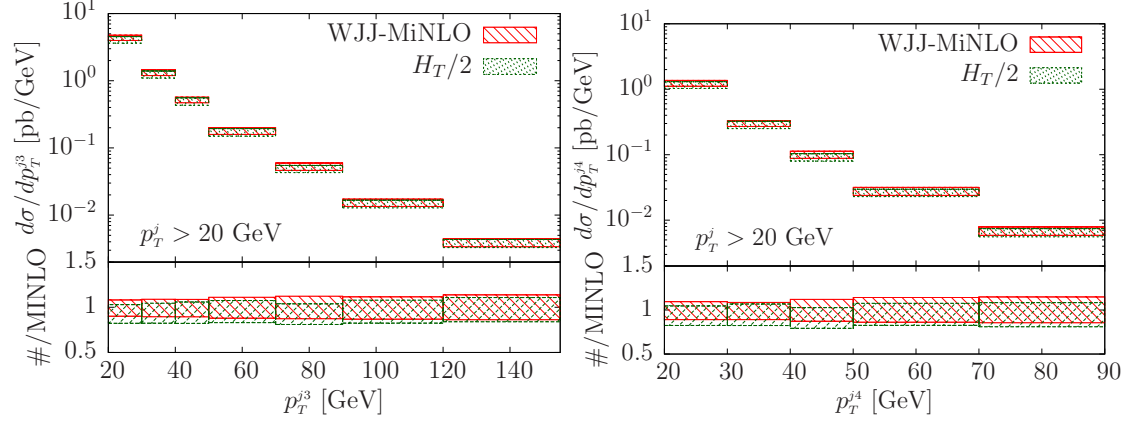 10^1
10^0
10^{-1}
10^{-2}
dσ/dp_T^{j3} [pb/GeV]
WJJ-MiNLO
H_T/2
p_T^j > 20 GeV
1.5
1
0.5
#/MINLO
20 40 60 80 100 120 140
p_T^{j3} [GeV]
10^1
10^0
10^{-1}
10^{-2}
dσ/dp_T^{j4} [pb/GeV]
WJJ-MiNLO
H_T/2
p_T^j > 20 GeV
1.5
1
0.5
#/MINLO
20 30 40 50 60 70 80 90
p_T^{j4} [GeV]